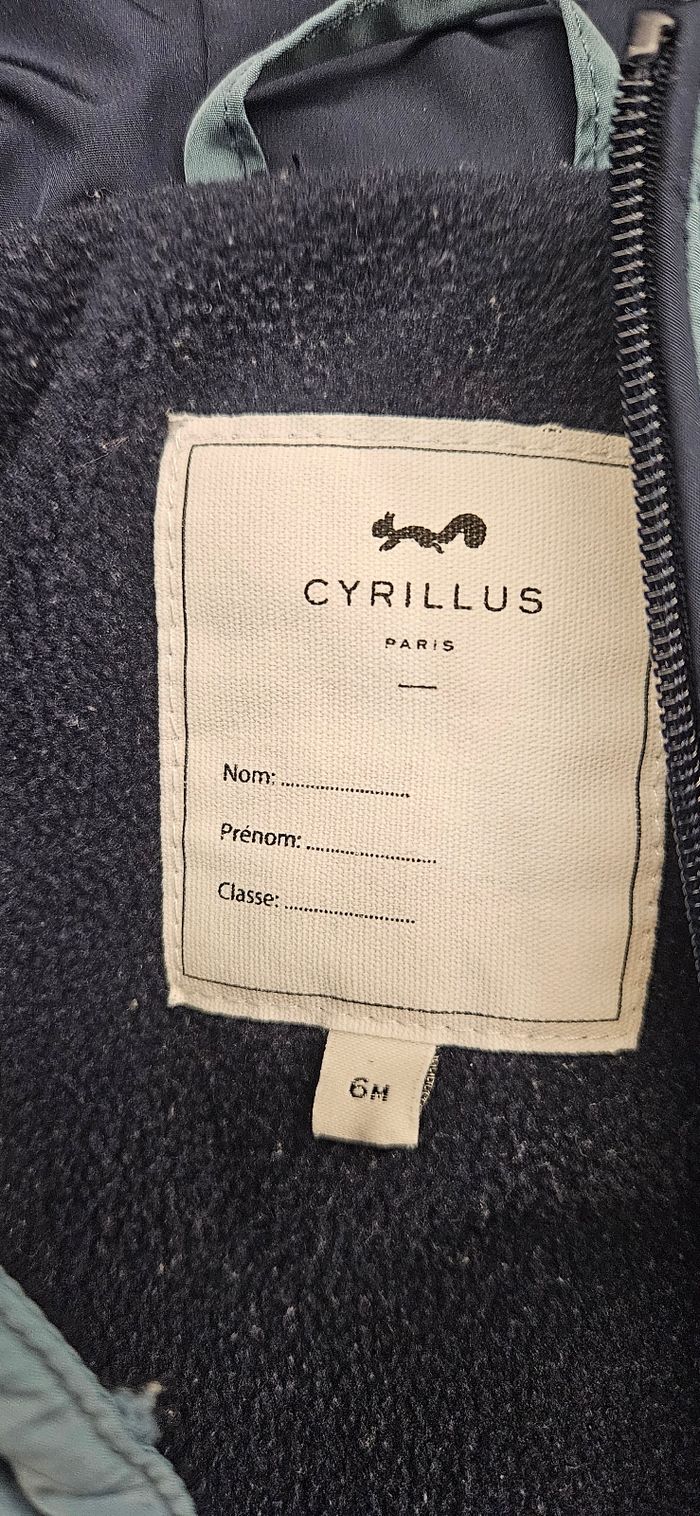 CYRILLUS
PARIS
Nom: ....................
Prénom: ....................
Classe: ....................
6M